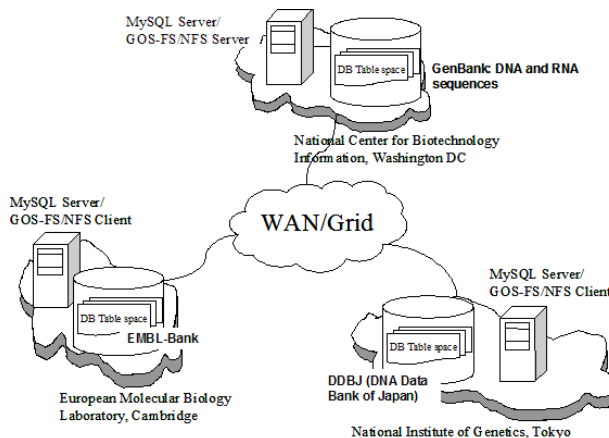 MySQL Server/
GOS-FS/NFS Server
DB Table space
GenBank: DNA and RNA
sequences
National Center for Biotechnology
Information, Washington DC
MySQL Server/
GOS-FS/NFS Client
WAN/Grid
DB Table space
EMBL-Bank
European Molecular Biology
Laboratory, Cambridge
MySQL Server/
GOS-FS/NFS Client
DB Table space
DDBJ (DNA Data
Bank of Japan)
National Institute of Genetics, Tokyo